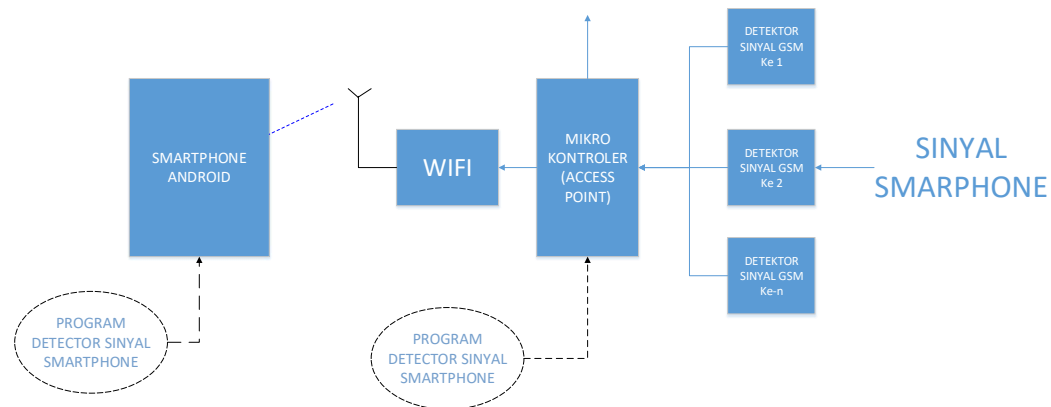 SMARTPHONE
ANDROID
WIFI
MIKRO
KONTROLER
(ACCESS
POINT)
DETEKTOR
SINYAL GSM
Ke 1
DETEKTOR
SINYAL GSM
Ke 2
DETEKTOR
SINYAL GSM
Ke-n
SINYAL
SMARPHONE
PROGRAM
DETECTOR SINYAL
SMARTPHONE
PROGRAM
DETECTOR SINYAL
SMARTPHONE